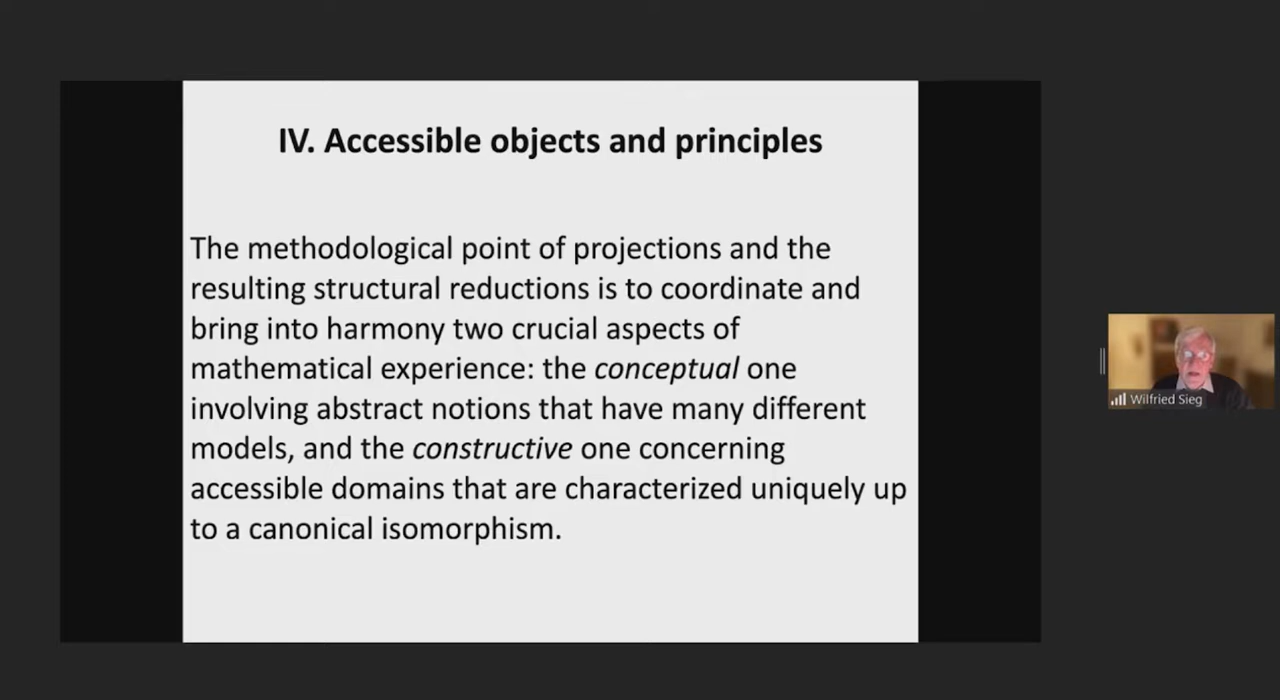 IV. Accessible objects and principles
The methodological point of projections and the
resulting structural reductions is to coordinate and
bring into harmony two crucial aspects of
mathematical experience: the conceptual one
involving abstract notions that have many different
models, and the constructive one concerning
accessible domains that are characterized uniquely up
to a canonical isomorphism.
Wilfried Sieg